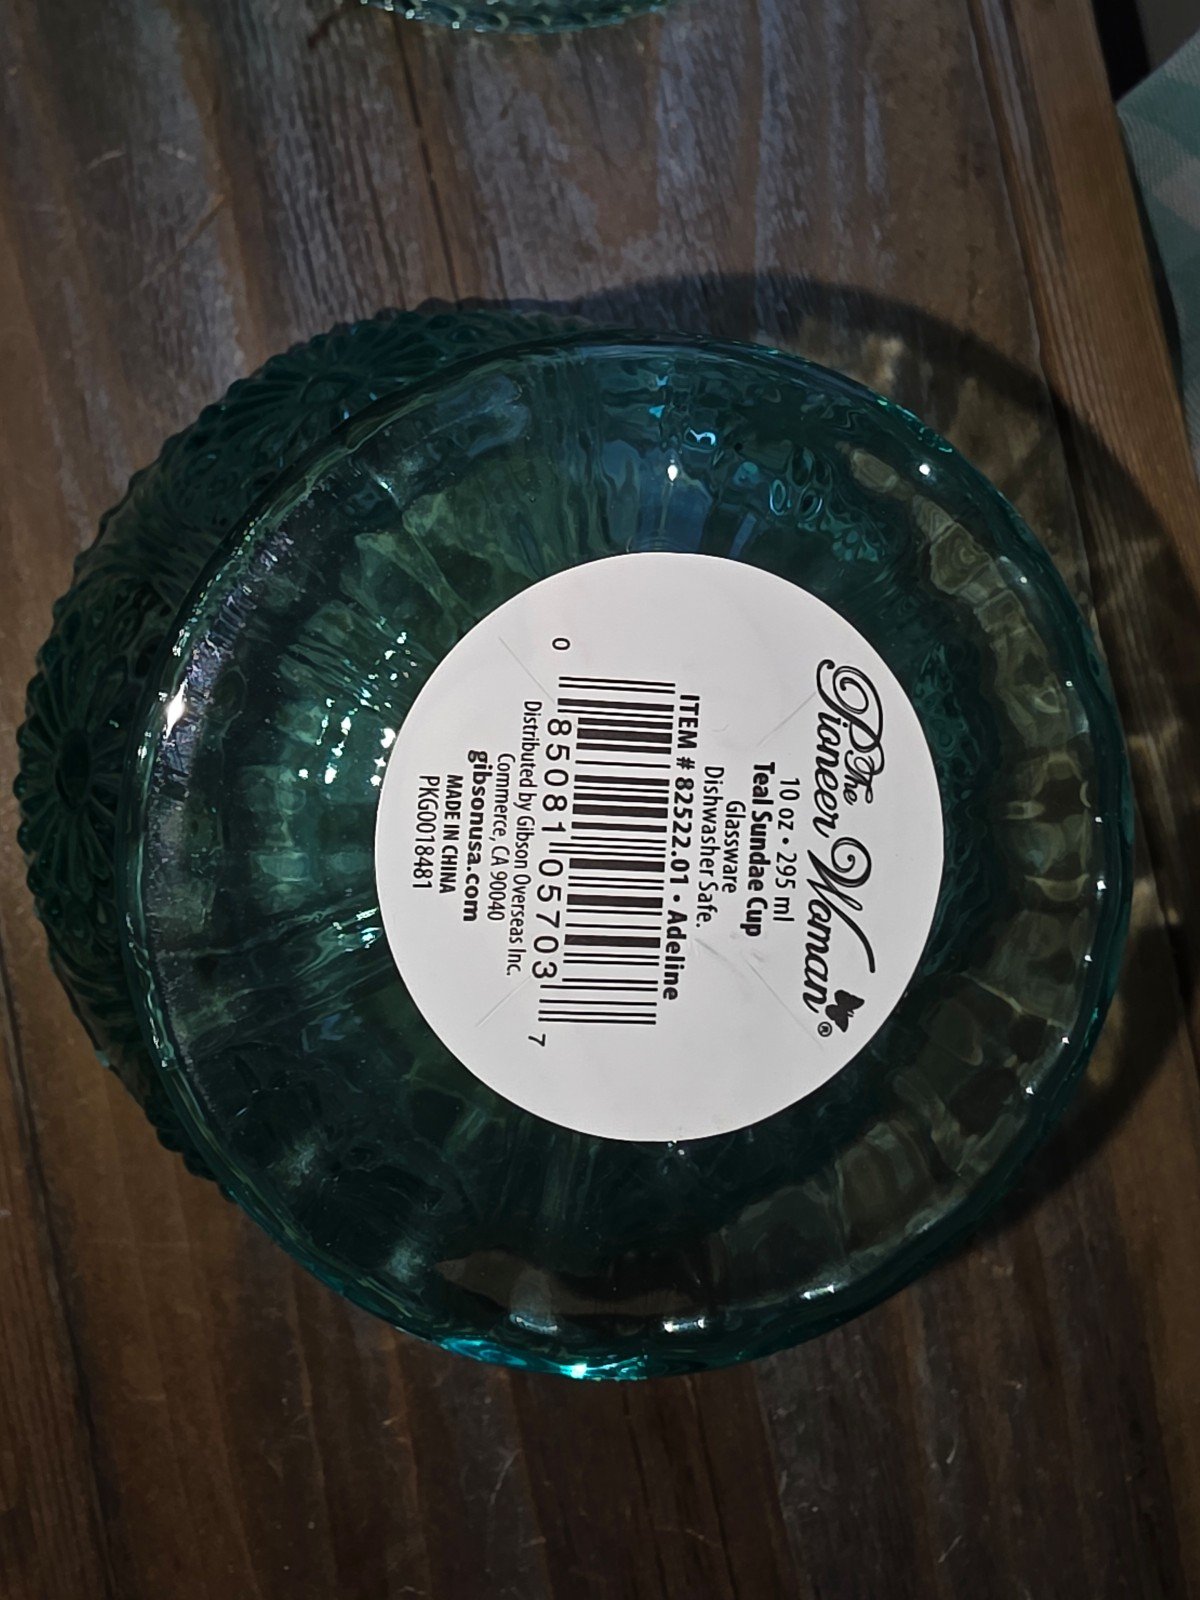 The
Pioneer Woman®
10 oz • 295 ml
Teal Sundae Cup
Glassware
Dishwasher Safe.
ITEM # 82522.01 • Adeline
0 85081 05703 7
Distributed by Gibson Overseas Inc.
Commerce, CA 90040
gibsonusa.com
MADE IN CHINA
PKG0018481